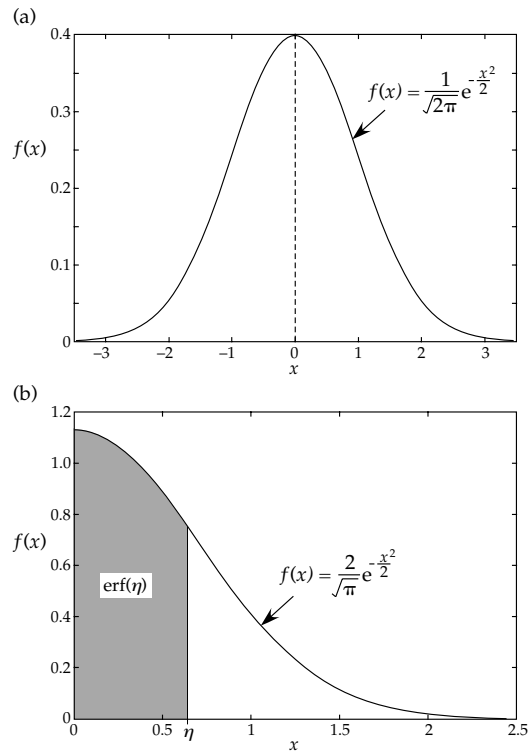 (a)
0.4
0.3
0.2
0.1
0
f(x)
f(x) = 1/√2π e^-x²/2
−3 −2 −1 0 1 2 3
x
(b)
1.2
1.0
0.8
0.6
0.4
0.2
0
f(x)
erf(η)
f(x) = 2/√π e^-x²/2
0 0.5 η 1 1.5 2 2.5
x